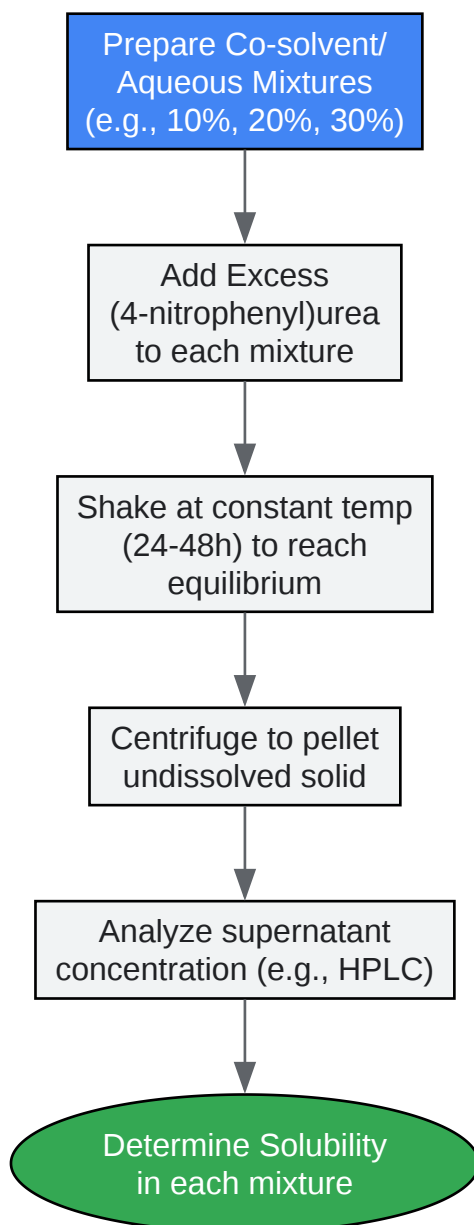 Prepare Co-solvent/
Aqueous Mixtures
(e.g., 10%, 20%, 30%)
Add Excess
(4-nitrophenyl)urea
to each mixture
Shake at constant temp
(24-48h) to reach
equilibrium
Centrifuge to pellet
undissolved solid
Analyze supernatant
concentration (e.g., HPLC)
Determine Solubility
in each mixture